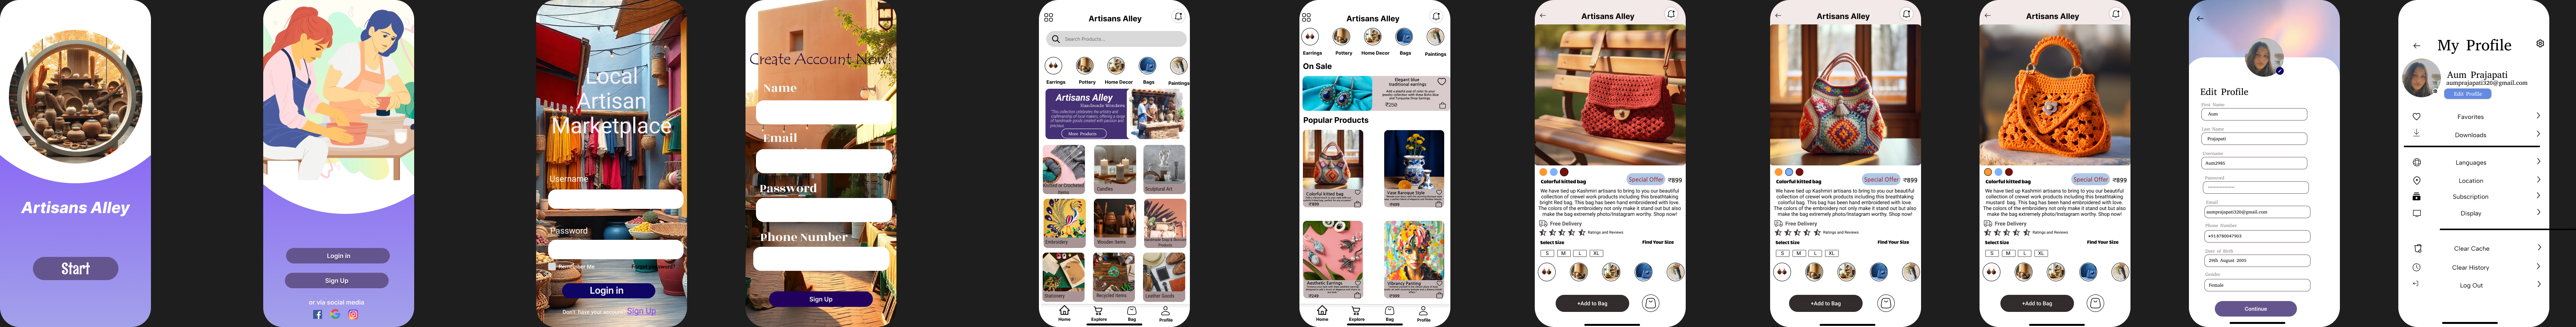 Artisans Alley
Start
Login in
Sign Up
or via social media
Local
Artisan
Marketplace
Username
Password
Remember Me
Forgot password?
Login in
Don't have your account? Sign Up
Create Account Now!
Name
Email
Password
Phone Number
Sign Up
Artisans Alley
Search Products...
Earrings
Pottery
Home Decor
Bags
Paintings
Artisans Alley
Handmade Wonders
More Products
Knitted or Crocheted
Items
Candles
Sculptural Art
Embroidery
Wooden Items
Handmade Soap & Skincare
Products
Stationery
Recycled Items
Leather Goods
Home
Explore
Bag
Profile
Artisans Alley
Earrings
Pottery
Home Decor
Bags
Paintings
On Sale
Elegant blue
traditional earrings
₹250
Popular Products
Colorful kitted bag
₹899
Vase Baroque Style
Aesthetic Earrings
₹249
Vibrancy Painting
₹999
Home
Explore
Bag
Profile
Artisans Alley
Colorful kitted bag
Special Offer ₹899
We have tied up Kashmiri artisans to bring to you our beautiful
collection of crewel work products including this breathtaking
bright Red bag. This bag has been hand embroidered with love.
The colors of the embroidery not only make it stand out but also
make the bag extremely photo/Instagram worthy. Shop now!
Free Delivery
Ratings and Reviews
Select Size
Find Your Size
S M L XL
+Add to Bag
Artisans Alley
Colorful kitted bag
Special Offer ₹899
We have tied up Kashmiri artisans to bring to you our beautiful
collection of crewel work products including this breathtaking
multicolor bag. This bag has been hand embroidered with love.
The colors of the embroidery not only make it stand out but also
make the bag extremely photo/Instagram worthy. Shop now!
Free Delivery
Ratings and Reviews
Select Size
Find Your Size
S M L XL
+Add to Bag
Artisans Alley
Colorful kitted bag
Special Offer ₹899
We have tied up Kashmiri artisans to bring to you our beautiful
collection of crewel work products including this breathtaking
mustard bag. This bag has been hand embroidered with love.
The colors of the embroidery not only make it stand out but also
make the bag extremely photo/Instagram worthy. Shop now!
Free Delivery
Ratings and Reviews
Select Size
Find Your Size
S M L XL
+Add to Bag
Edit Profile
First Name
Aum
Last Name
Prajapati
Username
Aum2985
Password
Email
aumprajapati320@gmail.com
Phone Number
Date of Birth
29th August 2005
Gender
Female
Continue
My Profile
Aum Prajapati
aumprajapati320@gmail.com
Edit Profile
Favorites
Downloads
Languages
Location
Subscription
Display
Clear Cache
Clear History
Log Out